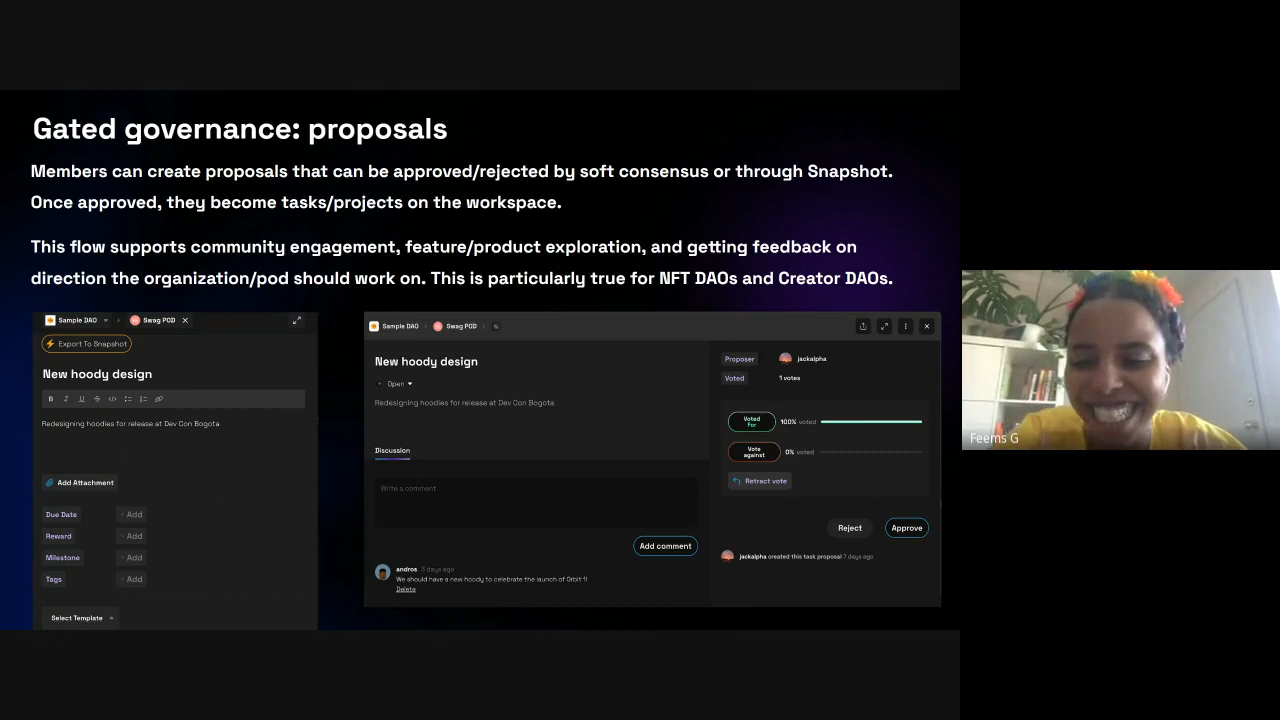 Gated governance: proposals
Members can create proposals that can be approved/rejected by soft consensus or through Snapshot.
Once approved, they become tasks/projects on the workspace.
This flow supports community engagement, feature/product exploration, and getting feedback on
direction the organization/pod should work on. This is particularly true for NFT DAOs and Creator DAOs.
Sample DAO Swag POD
Export To Snapshot
New hoody design
B I U S
Redesigning hoodies for release at Dev Con Bogota
Add Attachment
Due Date + Add
Reward + Add
Milestone + Add
Tags + Add
Select Template
Sample DAO Swag POD
New hoody design
Open
Redesigning hoodies for release at Dev Con Bogota
Discussion
Write a comment
Add comment
andros 3 days ago
We should have a new hoody to celebrate the launch of Orbit 1!
Delete
Proposer jackalpha
Voted 1 votes
Voted For 100% voted
Vote against 0% voted
Retract vote
Reject Approve
jackalpha created this task proposal 7 days ago
Feems G